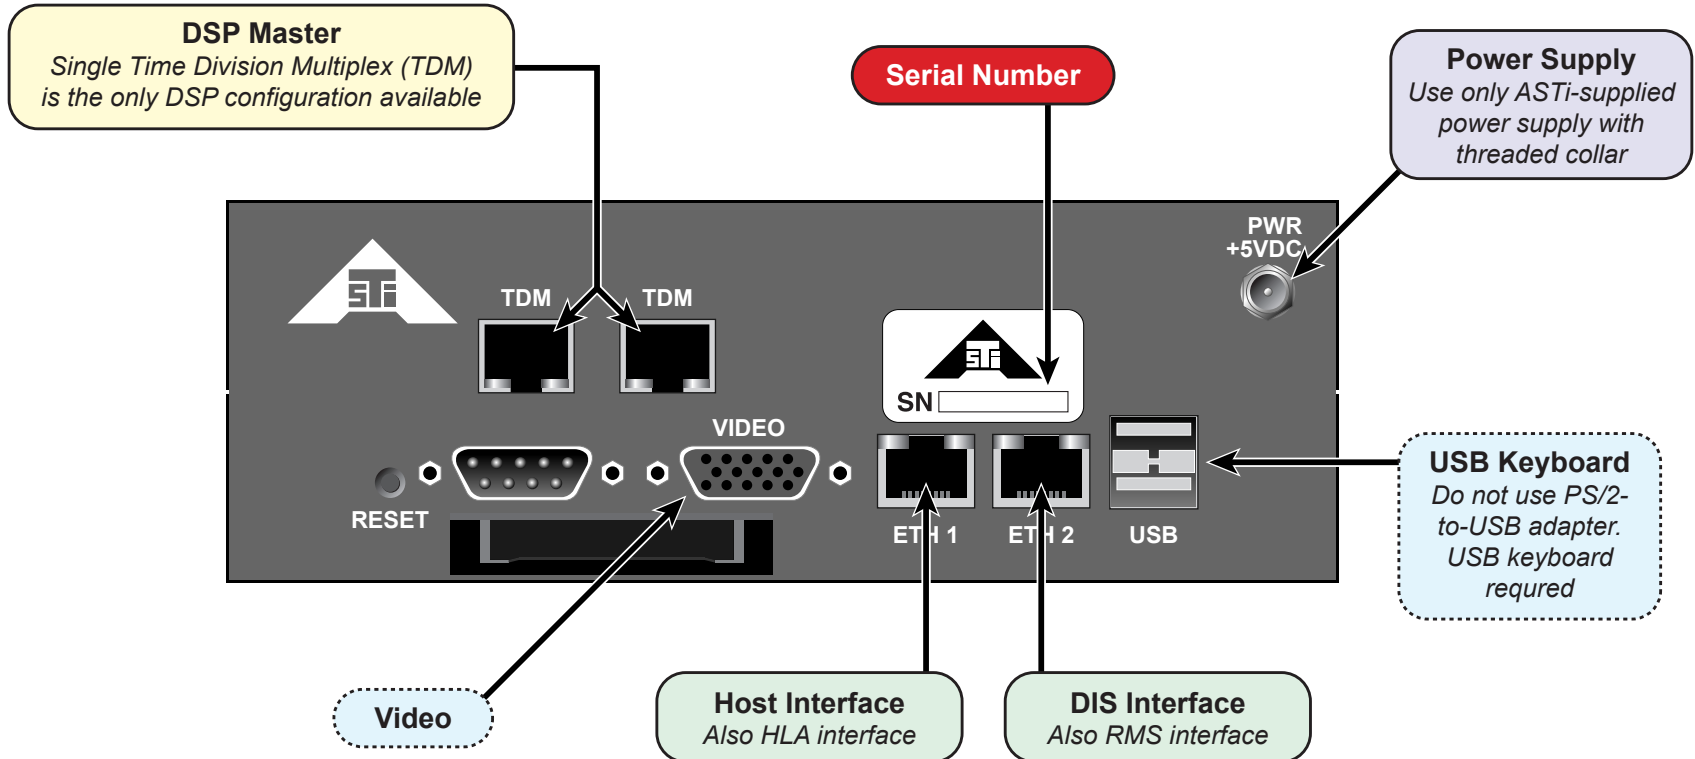 DSP Master
Single Time Division Multiplex (TDM)
is the only DSP configuration available
Serial Number
Power Supply
Use only ASTi-supplied
power supply with
threaded collar
PWR
+5VDC
STi
TDM
TDM
STi
SN
VIDEO
RESET
ETH 1
ETH 2
USB
USB Keyboard
Do not use PS/2-
to-USB adapter.
USB keyboard
requred
Video
Host Interface
Also HLA interface
DIS Interface
Also RMS interface